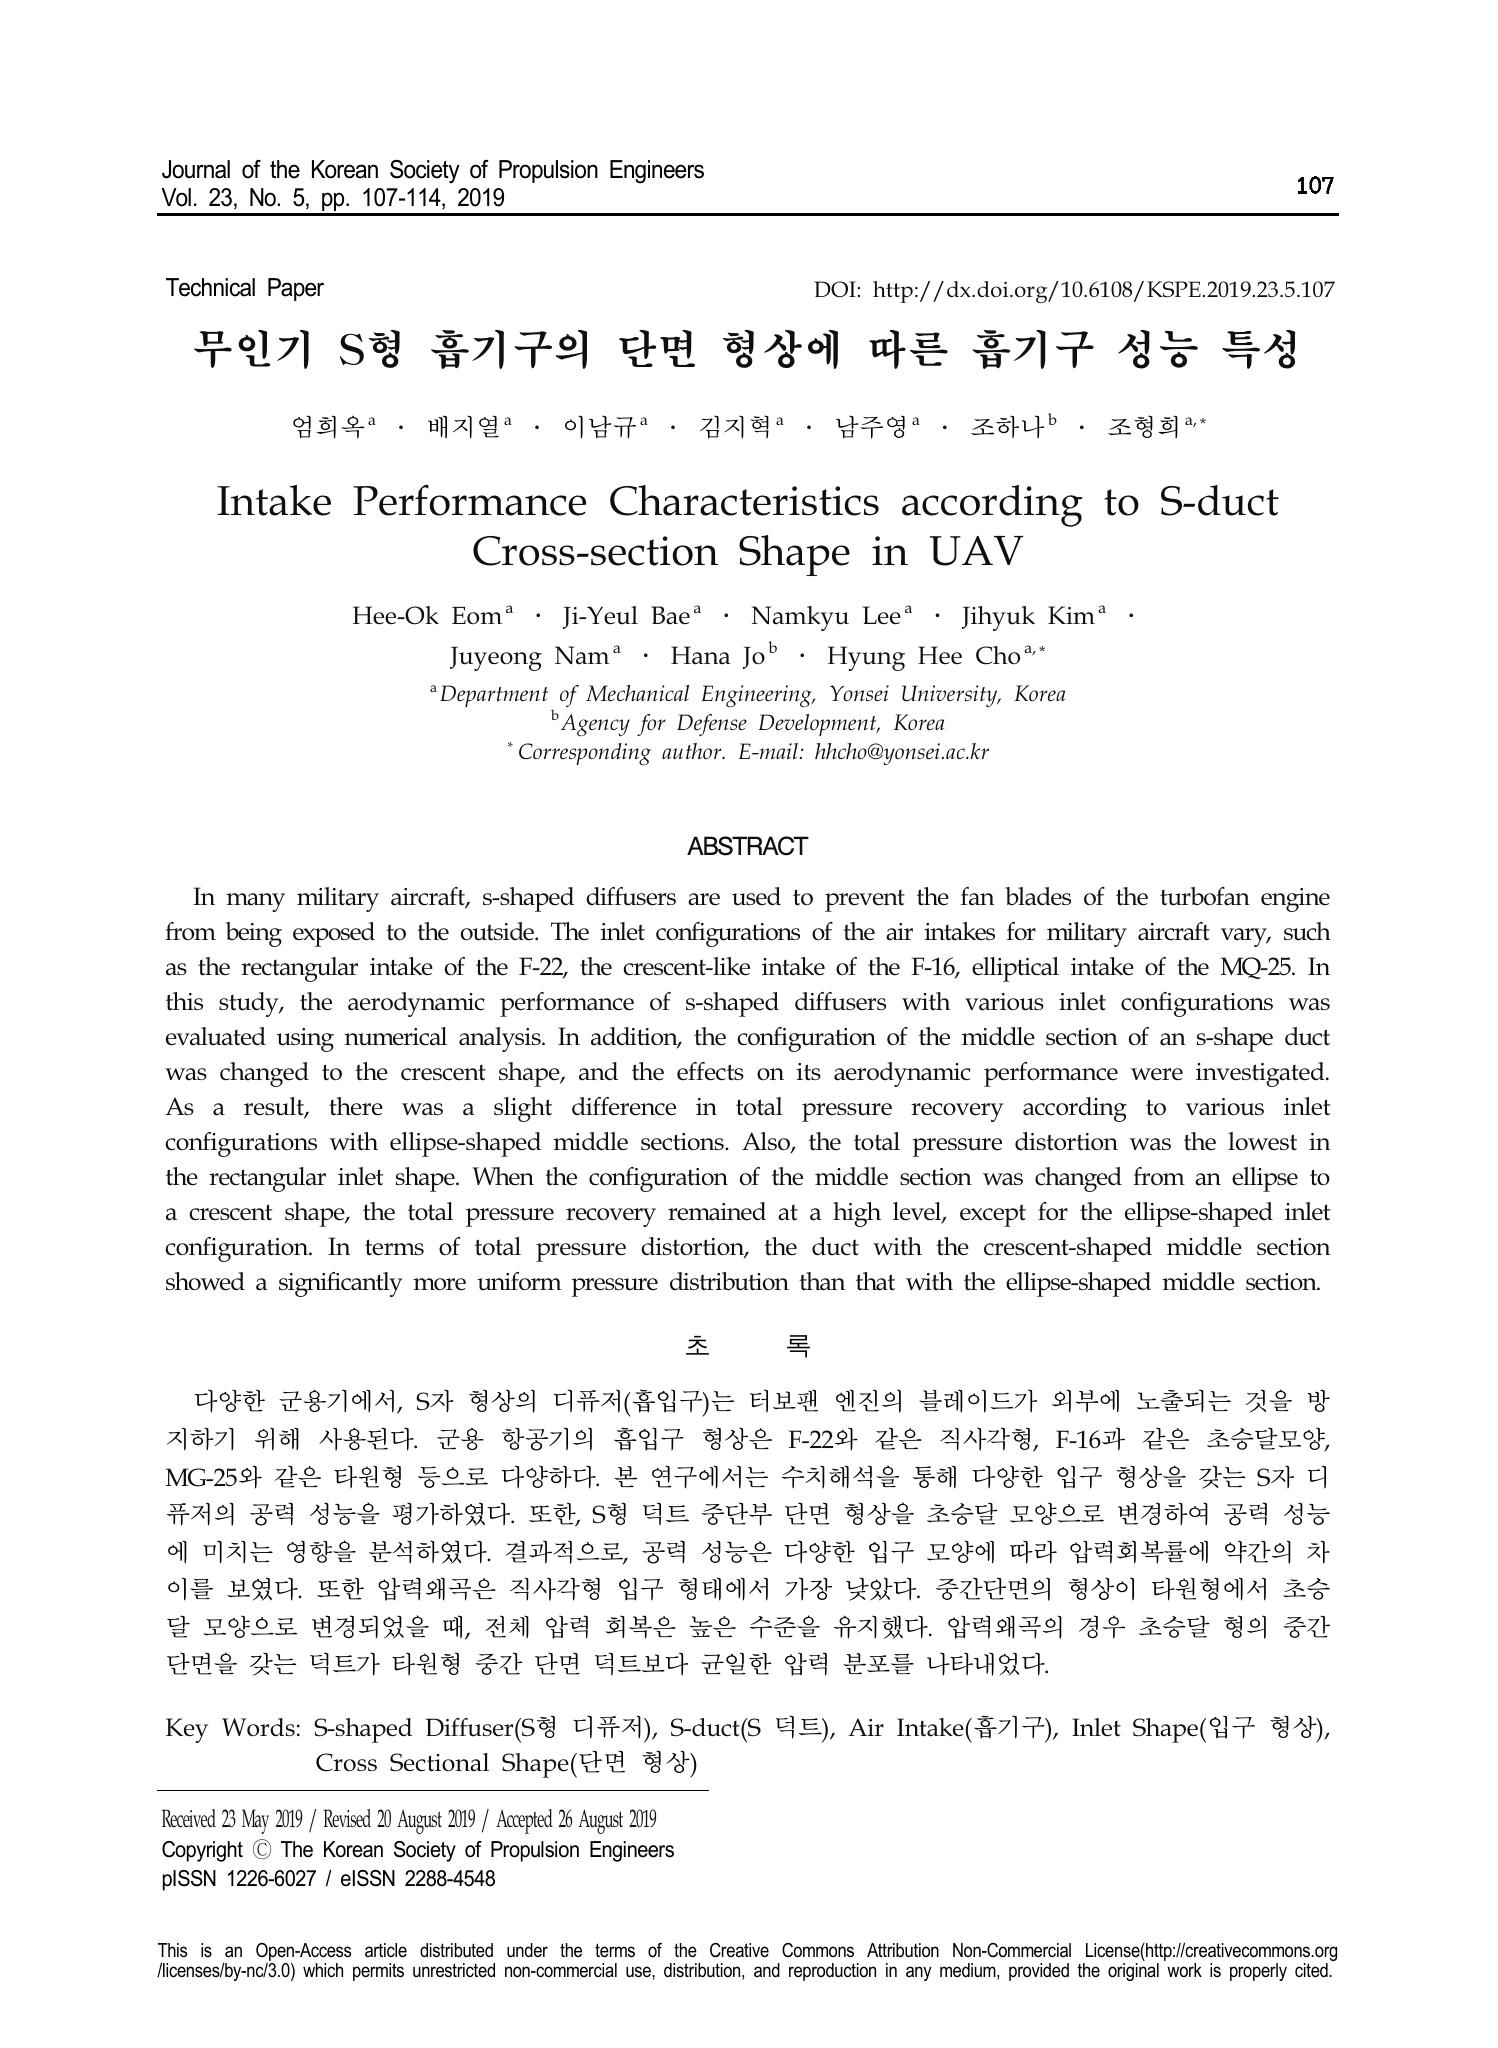 Journal of the Korean Society of Propulsion Engineers
Vol. 23, No. 5, pp. 107-114, 2019
107
Technical Paper
DOI: http://dx.doi.org/10.6108/KSPE.2019.23.5.107
무인기 S형 흡기구의 단면 형상에 따른 흡기구 성능 특성
엄희옥 a · 배지열 a · 이남규 a · 김지혁 a · 남주영 a · 조하나 b · 조형희 a,*
Intake Performance Characteristics according to S-duct
Cross-section Shape in UAV
Hee-Ok Eom a · Ji-Yeul Bae a · Namkyu Lee a · Jihyuk Kim a ·
Juyeong Nam a · Hana Jo b · Hyung Hee Cho a,*
a Department of Mechanical Engineering, Yonsei University, Korea
b Agency for Defense Development, Korea
* Corresponding author. E-mail: hhcho@yonsei.ac.kr
ABSTRACT
In many military aircraft, s-shaped diffusers are used to prevent the fan blades of the turbofan engine
from being exposed to the outside. The inlet configurations of the air intakes for military aircraft vary, such
as the rectangular intake of the F-22, the crescent-like intake of the F-16, elliptical intake of the MQ-25. In
this study, the aerodynamic performance of s-shaped diffusers with various inlet configurations was
evaluated using numerical analysis. In addition, the configuration of the middle section of an s-shape duct
was changed to the crescent shape, and the effects on its aerodynamic performance were investigated.
As a result, there was a slight difference in total pressure recovery according to various inlet
configurations with ellipse-shaped middle sections. Also, the total pressure distortion was the lowest in
the rectangular inlet shape. When the configuration of the middle section was changed from an ellipse to
a crescent shape, the total pressure recovery remained at a high level, except for the ellipse-shaped inlet
configuration. In terms of total pressure distortion, the duct with the crescent-shaped middle section
showed a significantly more uniform pressure distribution than that with the ellipse-shaped middle section.
초 록
다양한 군용기에서, S자 형상의 디퓨저(흡입구)는 터보팬 엔진의 블레이드가 외부에 노출되는 것을 방
지하기 위해 사용된다. 군용 항공기의 흡입구 형상은 F-22와 같은 직사각형, F-16과 같은 초승달모양,
MG-25와 같은 타원형 등으로 다양하다. 본 연구에서는 수치해석을 통해 다양한 입구 형상을 갖는 S자 디
퓨저의 공력 성능을 평가하였다. 또한, S형 덕트 중단부 단면 형상을 초승달 모양으로 변경하여 공력 성능
에 미치는 영향을 분석하였다. 결과적으로, 공력 성능은 다양한 입구 모양에 따라 압력회복률에 약간의 차
이를 보였다. 또한 압력왜곡은 직사각형 입구 형태에서 가장 낮았다. 중간단면의 형상이 타원형에서 초승
달 모양으로 변경되었을 때, 전체 압력 회복은 높은 수준을 유지했다. 압력왜곡의 경우 초승달 형의 중간
단면을 갖는 덕트가 타원형 중간 단면 덕트보다 균일한 압력 분포를 나타내었다.
Key Words: S-shaped Diffuser(S형 디퓨저), S-duct(S 덕트), Air Intake(흡기구), Inlet Shape(입구 형상),
Cross Sectional Shape(단면 형상)
Received 23 May 2019 / Revised 20 August 2019 / Accepted 26 August 2019
Copyright Ⓒ The Korean Society of Propulsion Engineers
pISSN 1226-6027 / eISSN 2288-4548
This is an Open-Access article distributed under the terms of the Creative Commons Attribution Non-Commercial License(http://creativecommons.org
/licenses/by-nc/3.0) which permits unrestricted non-commercial use, distribution, and reproduction in any medium, provided the original work is properly cited.